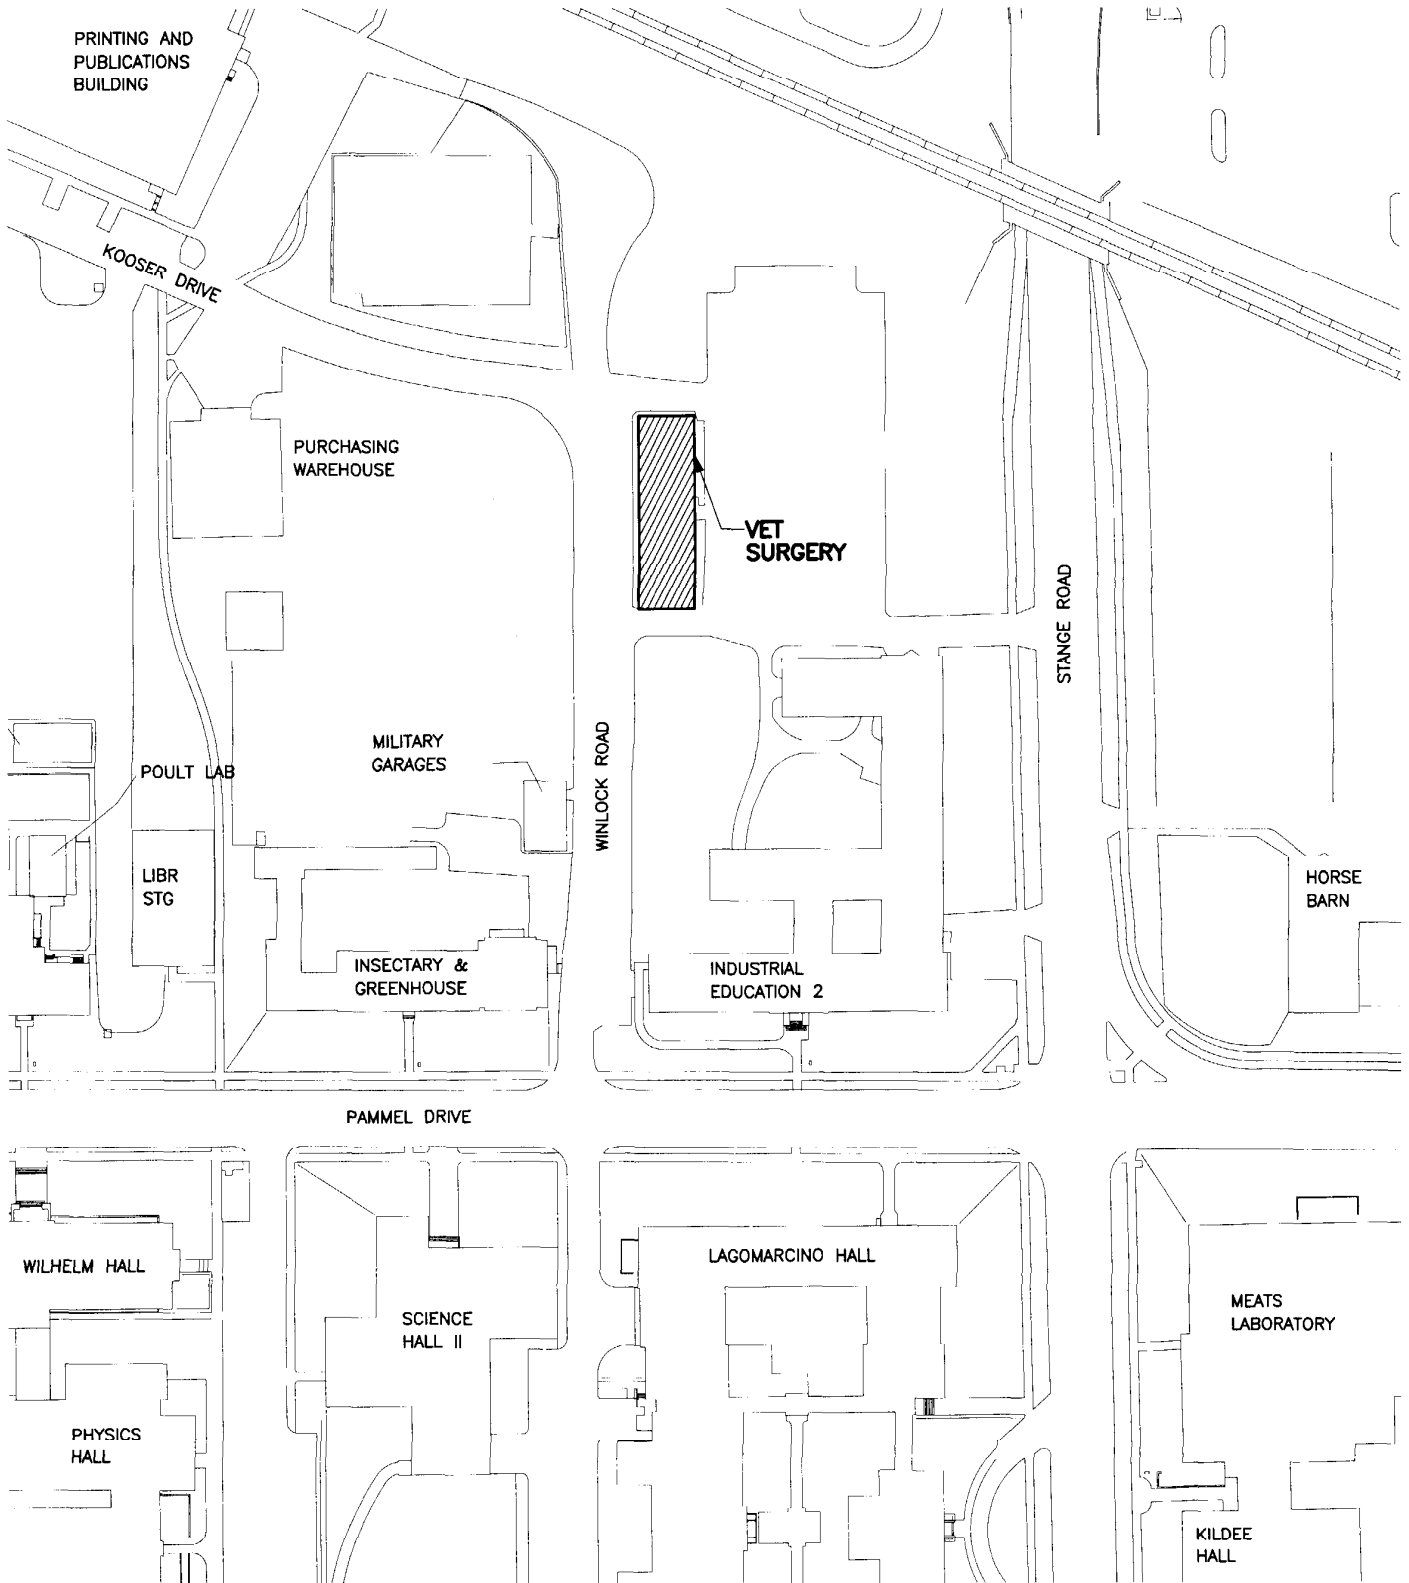 PRINTING AND
PUBLICATIONS
BUILDING
KOOSER DRIVE
PURCHASING
WAREHOUSE
VET
SURGERY
STANGE ROAD
MILITARY
GARAGES
WINLOCK ROAD
POULT LAB
LIBR
STG
HORSE
BARN
INSECTARY &
GREENHOUSE
INDUSTRIAL
EDUCATION 2
PAMMEL DRIVE
WILHELM HALL
LAGOMARCINO HALL
SCIENCE
HALL II
MEATS
LABORATORY
PHYSICS
HALL
KILDEE
HALL